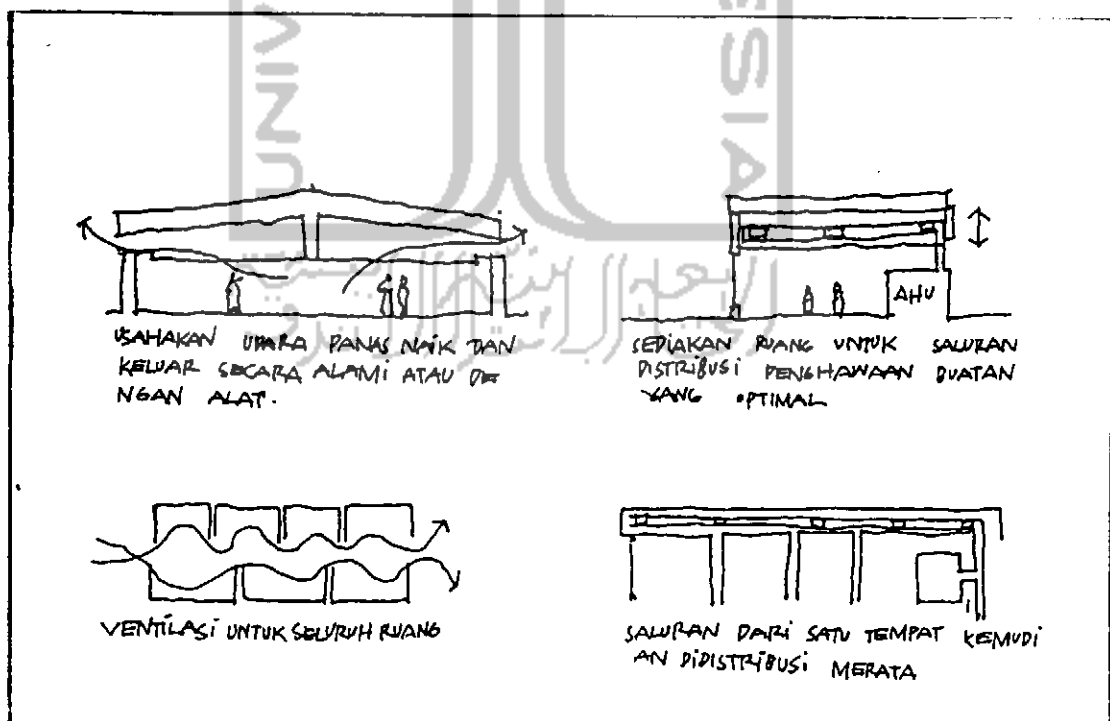 USAHAKAN UDARA PANAS NAIK DAN
KELUAR SECARA ALAMI ATAU DE
NGAN ALAT.
AHU
SEDIAKAN RUANG UNTUK SALURAN
DISTRIBUSI PENGHAWAAN BUATAN
YANG OPTIMAL
VENTILASI UNTUK SELURUH RUANG
SALURAN DARI SATU TEMPAT KEMUDI
AN DIDISTRIBUSI MERATA